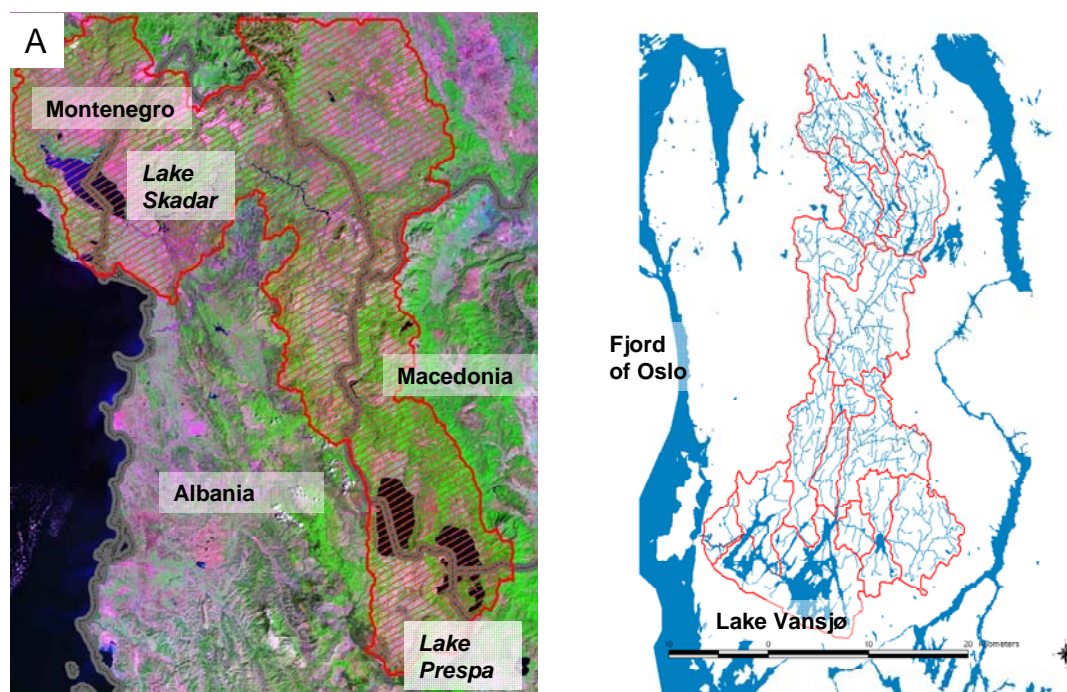 A
Montenegro
Lake
Skadar
Macedonia
Albania
Lake
Prespa
Fjord
of Oslo
Lake Vansjø
10 0 10 20 Kilometers